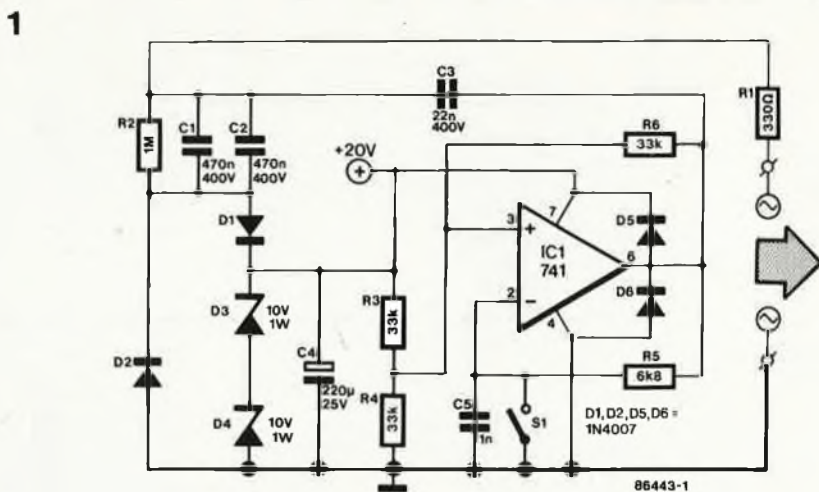 1
C3
22n
400V
R1
330Ω
R2
1M
C1
470n
400V
C2
470n
400V
+20V
R6
33k
D1
7
3
+
IC1
741
6
2
−
4
D5
D6
D3
10V
1W
R3
33k
D2
C4
220µ
25V
R4
33k
R5
6k8
D4
10V
1W
C5
1n
S1
D1,D2,D5,D6 =
1N4007
86443-1